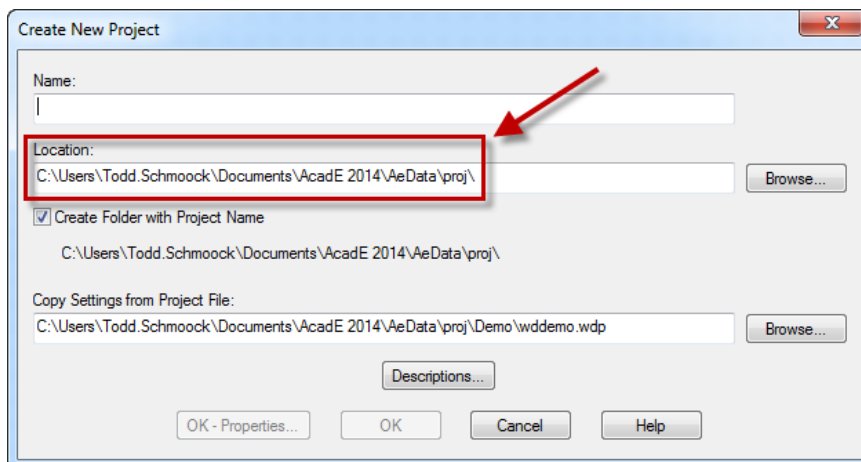 Create New Project
Name:
Location:
C:\Users\Todd.Schmoock\Documents\AcadE 2014\AeData\proj\
Browse...
Create Folder with Project Name
C:\Users\Todd.Schmoock\Documents\AcadE 2014\AeData\proj\
Copy Settings from Project File:
C:\Users\Todd.Schmoock\Documents\AcadE 2014\AeData\proj\Demo\wddemo.wdp
Browse...
Descriptions...
OK - Properties...
OK
Cancel
Help